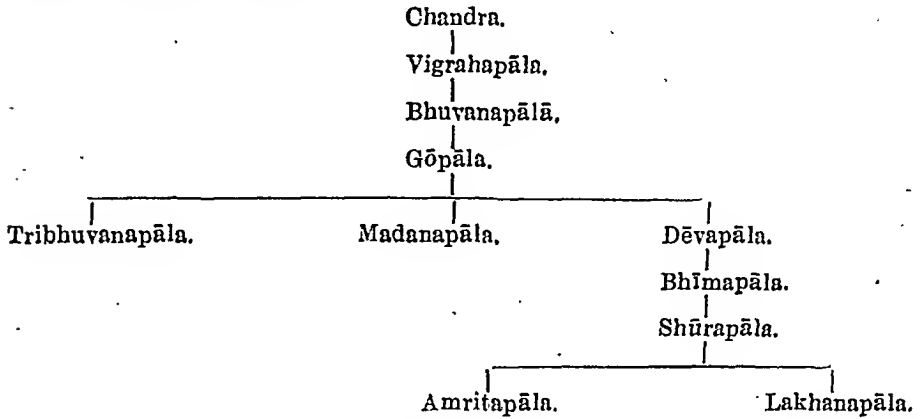 Chandra.
Vigrahapāla.
Bhuvanapālā.
Gōpāla.
Tribhuvanapāla. Madanapāla. Dēvapāla.
Bhīmapāla.
Shūrapāla.
Amritapāla. Lakhanapāla.